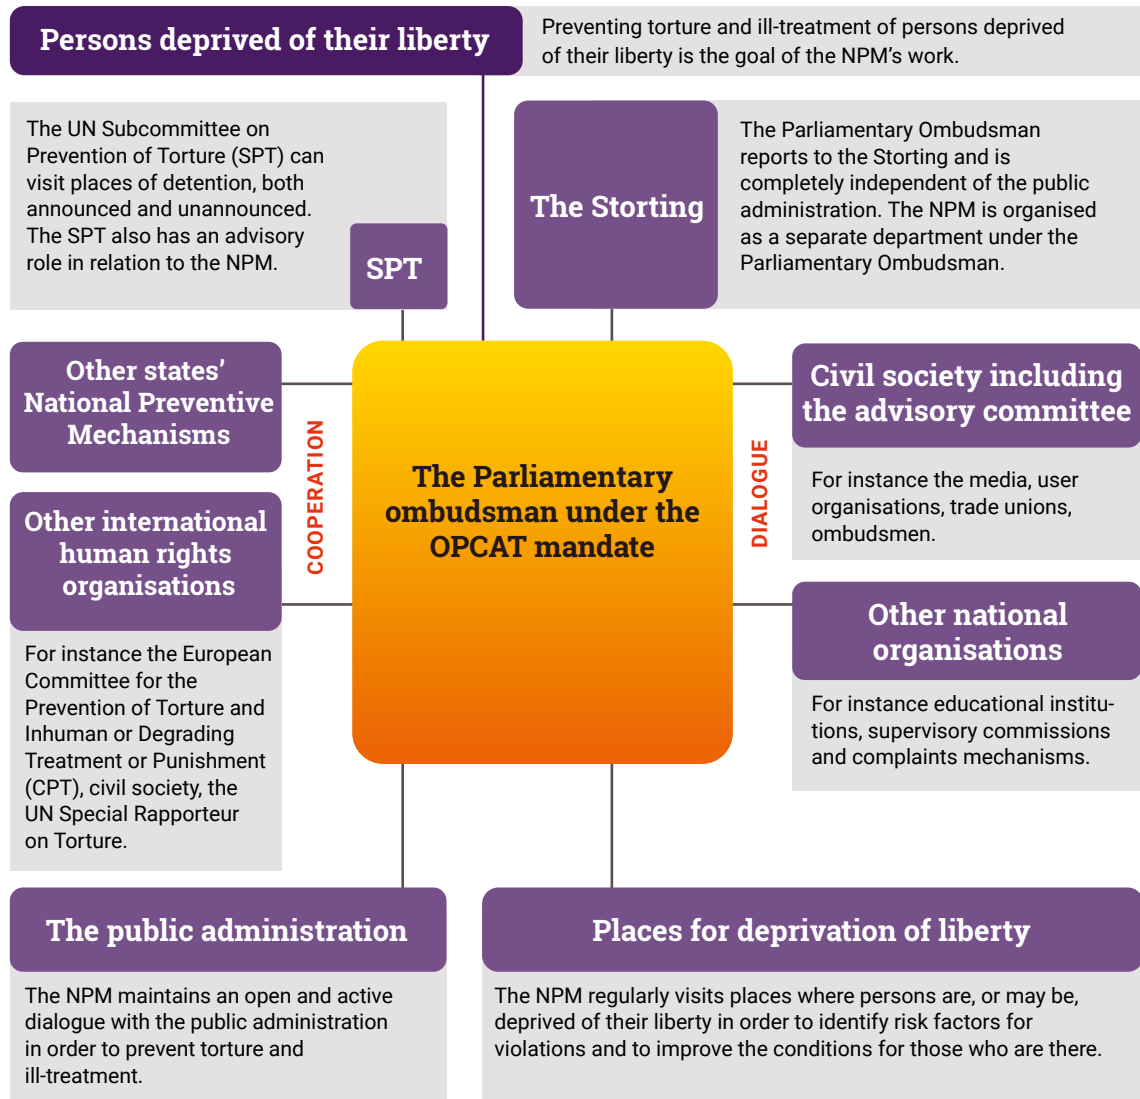 Persons deprived of their liberty
Preventing torture and ill-treatment of persons deprived
of their liberty is the goal of the NPM's work.
The UN Subcommittee on
Prevention of Torture (SPT) can
visit places of detention, both
announced and unannounced.
The SPT also has an advisory
role in relation to the NPM.
SPT
The Storting
The Parliamentary Ombudsman
reports to the Storting and is
completely independent of the public
administration. The NPM is organised
as a separate department under the
Parliamentary Ombudsman.
Other states’
National Preventive
Mechanisms
Other international
human rights
organisations
For instance the European
Committee for the
Prevention of Torture and
Inhuman or Degrading
Treatment or Punishment
(CPT), civil society, the
UN Special Rapporteur
on Torture.
COOPERATION
The Parliamentary
ombudsman under the
OPCAT mandate
DIALOGUE
Civil society including
the advisory committee
For instance the media, user
organisations, trade unions,
ombudsmen.
Other national
organisations
For instance educational institu-
tions, supervisory commissions
and complaints mechanisms.
The public administration
The NPM maintains an open and active
dialogue with the public administration
in order to prevent torture and
ill-treatment.
Places for deprivation of liberty
The NPM regularly visits places where persons are, or may be,
deprived of their liberty in order to identify risk factors for
violations and to improve the conditions for those who are there.